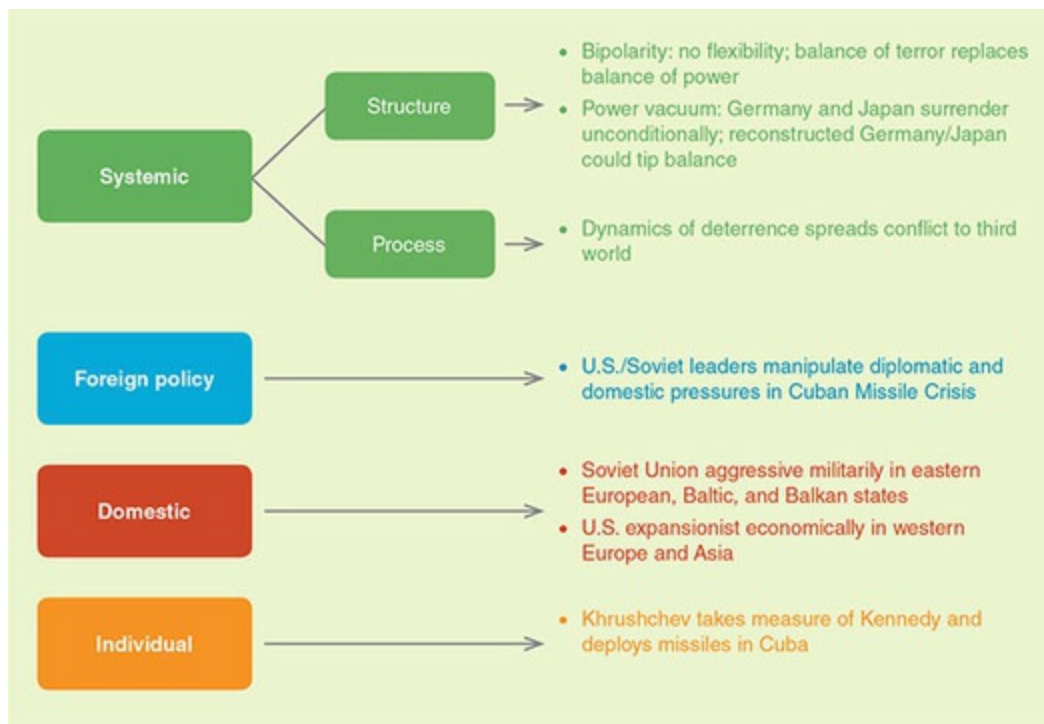 Systemic
Structure
• Bipolarity: no flexibility; balance of terror replaces
balance of power
• Power vacuum: Germany and Japan surrender
unconditionally; reconstructed Germany/Japan
could tip balance
Process
• Dynamics of deterrence spreads conflict to third
world
Foreign policy
• U.S./Soviet leaders manipulate diplomatic and
domestic pressures in Cuban Missile Crisis
Domestic
• Soviet Union aggressive militarily in eastern
European, Baltic, and Balkan states
• U.S. expansionist economically in western
Europe and Asia
Individual
• Khrushchev takes measure of Kennedy and
deploys missiles in Cuba